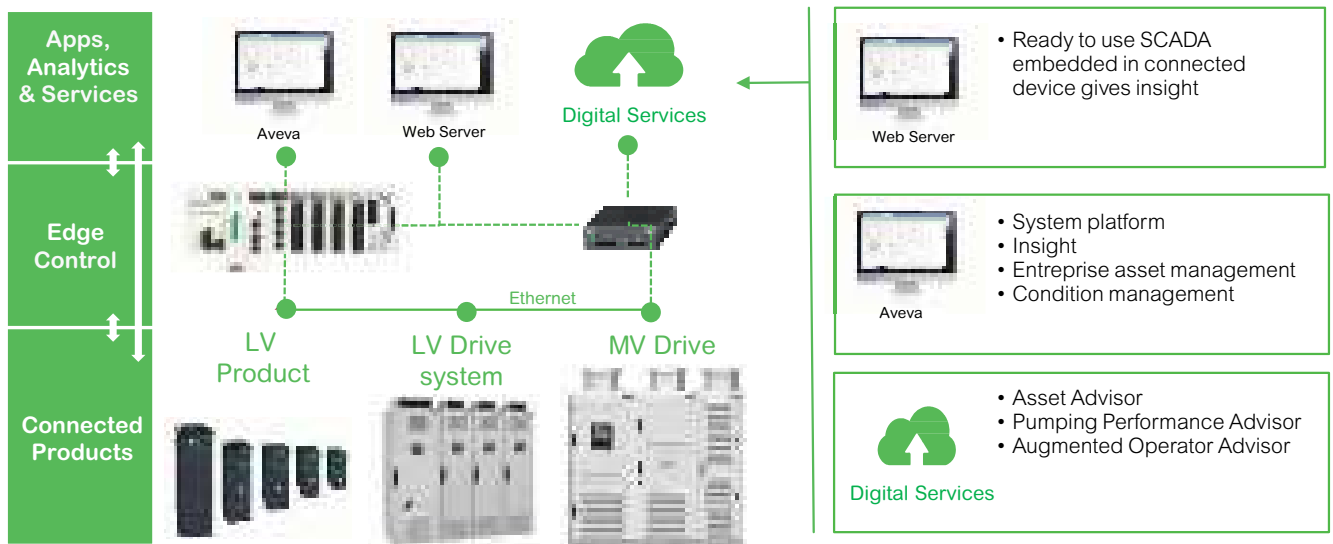 Apps,
Analytics
& Services
Edge
Control
Connected
Products
Aveva
Web Server
Digital Services
Ethernet
LV
Product
LV Drive
system
MV Drive
Web Server
• Ready to use SCADA
embedded in connected
device gives insight
Aveva
• System platform
• Insight
• Entreprise asset management
• Condition management
Digital Services
• Asset Advisor
• Pumping Performance Advisor
• Augmented Operator Advisor